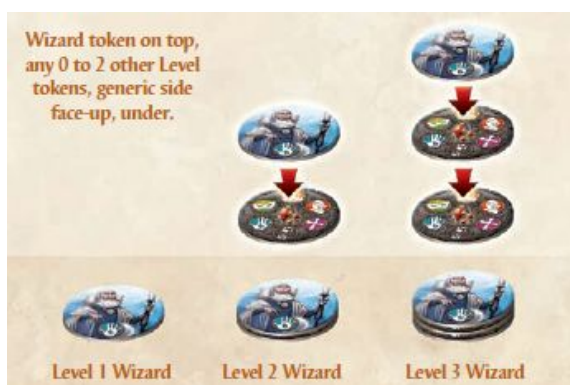 Wizard token on top,
any 0 to 2 other Level
tokens, generic side
face-up, under.
Level 1 Wizard
Level 2 Wizard
Level 3 Wizard